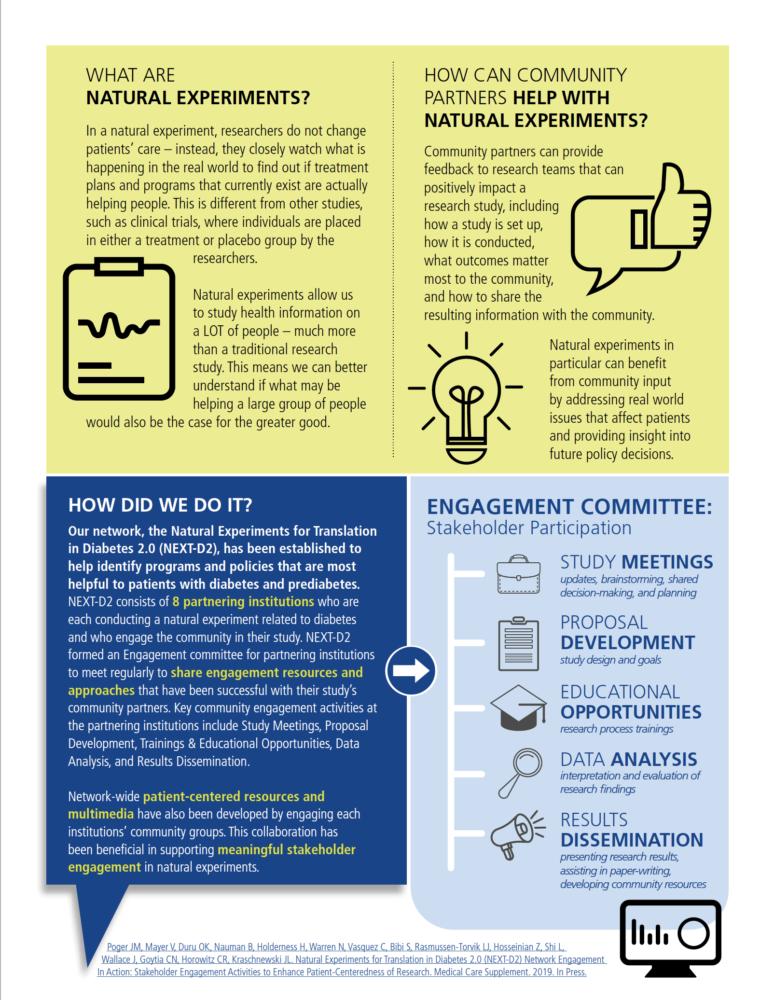 WHAT ARE
NATURAL EXPERIMENTS?
In a natural experiment, researchers do not change
patients’ care – instead, they closely watch what is
happening in the real world to find out if treatment
plans and programs that currently exist are actually
helping people. This is different from other studies,
such as clinical trials, where individuals are placed
in either a treatment or placebo group by the
researchers.
Natural experiments allow us
to study health information on
a LOT of people – much more
than a traditional research
study. This means we can better
understand if what may be
helping a large group of people
would also be the case for the greater good.
HOW CAN COMMUNITY
PARTNERS HELP WITH
NATURAL EXPERIMENTS?
Community partners can provide
feedback to research teams that can
positively impact a
research study, including
how a study is set up,
how it is conducted,
what outcomes matter
most to the community,
and how to share the
resulting information with the community.
Natural experiments in
particular can benefit
from community input
by addressing real world
issues that affect patients
and providing insight into
future policy decisions.
HOW DID WE DO IT?
Our network, the Natural Experiments for Translation
in Diabetes 2.0 (NEXT-D2), has been established to
help identify programs and policies that are most
helpful to patients with diabetes and prediabetes.
NEXT-D2 consists of 8 partnering institutions who are
each conducting a natural experiment related to diabetes
and who engage the community in their study. NEXT-D2
formed an Engagement committee for partnering institutions
to meet regularly to share engagement resources and
approaches that have been successful with their study’s
community partners. Key community engagement activities at
the partnering institutions include Study Meetings, Proposal
Development, Trainings & Educational Opportunities, Data
Analysis, and Results Dissemination.
Network-wide patient-centered resources and
multimedia have also been developed by engaging each
institutions’ community groups. This collaboration has
been beneficial in supporting meaningful stakeholder
engagement in natural experiments.
ENGAGEMENT COMMITTEE:
Stakeholder Participation
STUDY MEETINGS
updates, brainstorming, shared
decision-making, and planning
PROPOSAL
DEVELOPMENT
study design and goals
EDUCATIONAL
OPPORTUNITIES
research process trainings
DATA ANALYSIS
interpretation and evaluation of
research findings
RESULTS
DISSEMINATION
presenting research results,
assisting in paper-writing,
developing community resources
Poger JM, Mayer V, Duru OK, Nauman B, Holderness H, Warren N, Vasquez C, Bibi S, Rasmussen-Torvik LJ, Hosseinian Z, Shi L,
Wallace J, Goytia CN, Horowitz CR, Kraschnewski JL. Natural Experiments for Translation in Diabetes 2.0 (NEXT-D2) Network Engagement
In Action: Stakeholder Engagement Activities to Enhance Patient-Centeredness of Research. Medical Care Supplement. 2019. In Press.